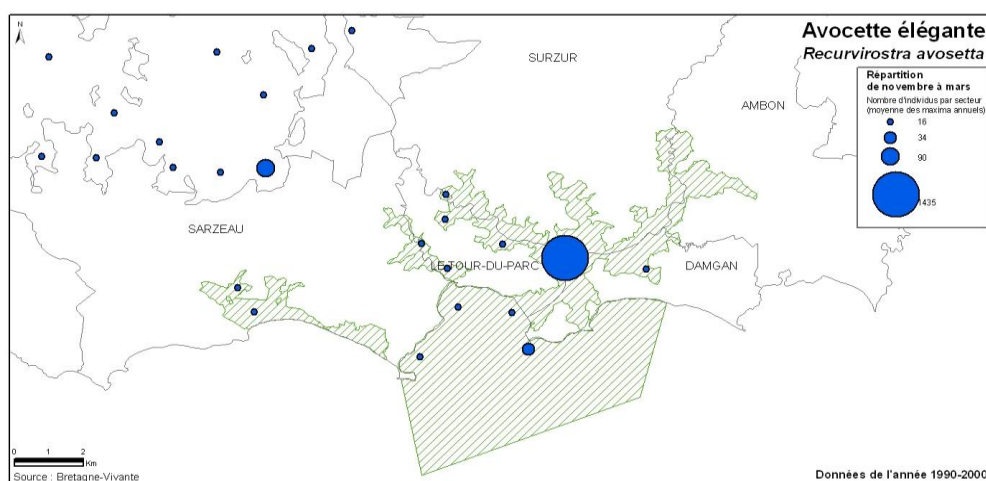 N
Avocette élégante
Recurvirostra avosetta
SURZUR
Répartition
de novembre à mars
Nombre d'individus par secteur
(moyenne des maxima annuels)
16
34
90
1435
AMBON
SARZEAU
LE TOUR-DU-PARC
DAMGAN
0 1 2
Km
Source : Bretagne-Vivante
Données de l'année 1990-2000